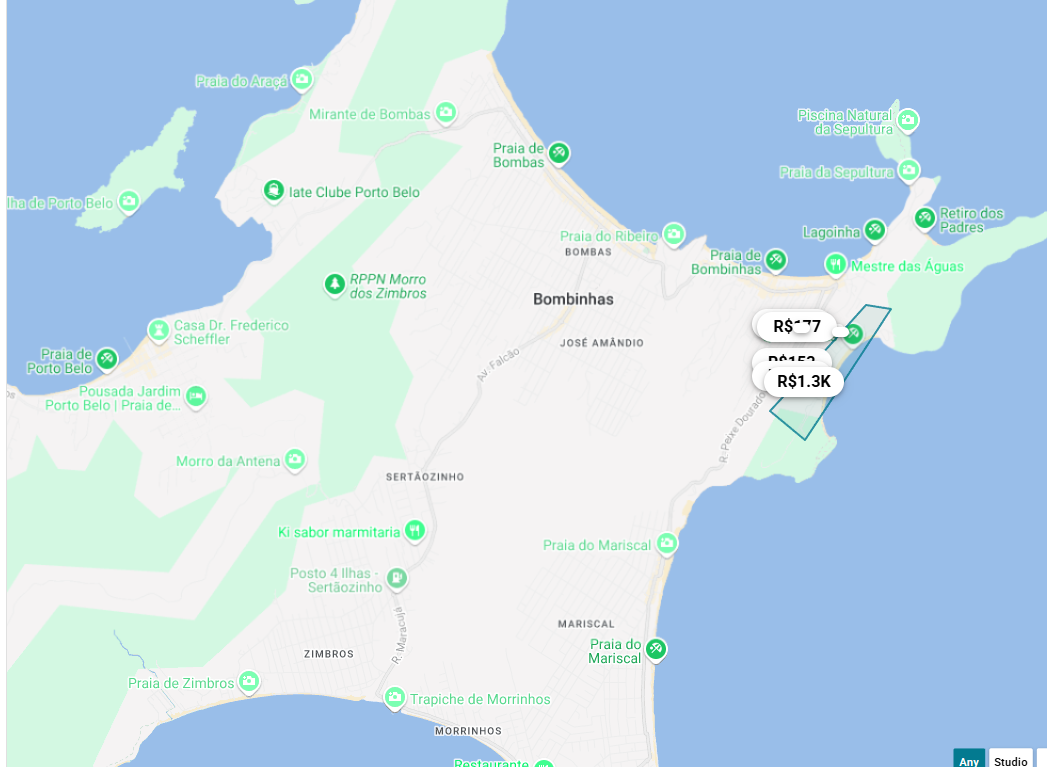 Praia do Araçá
Mirante de Bombas
Piscina Natural
da Sepultura
Praia de
Bombas
Praia da Sepultura
Iate Clube Porto Belo
lha de Porto Belo
Retiro dos
Padres
Lagoinha
Praia do Ribeiro
BOMBAS
Praia de
Bombinhas
Mestre das Águas
RPPN Morro
dos Zimbros
Bombinhas
Casa Dr. Frederico
Scheffler
R$177
JOSÉ AMÂNDIO
Praia de
Porto Belo
Av. Falcão
R$152
R$1.3K
Pousada Jardim
Porto Belo | Praia de...
R. Peixe Dourado
Morro da Antena
SERTÃOZINHO
Ki sabor marmitaria
Praia do Mariscal
Posto 4 Ilhas -
Sertãozinho
MARISCAL
R. Maracujá
ZIMBROS
Praia do
Mariscal
Praia de Zimbros
Trapiche de Morrinhos
MORRINHOS
Restaurante
Any
Studio